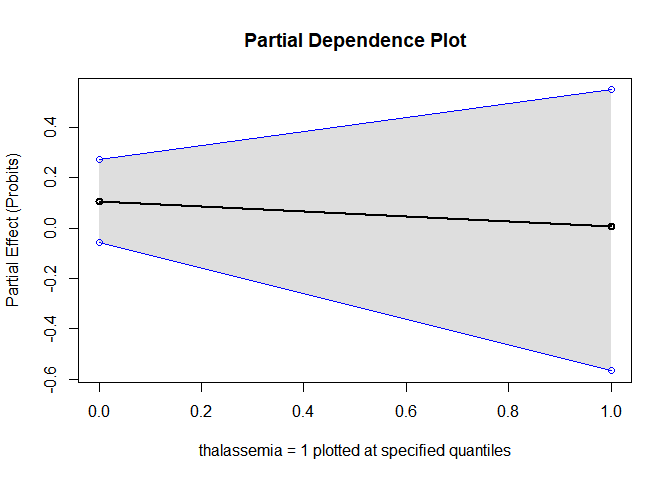 Partial Dependence Plot
Partial Effect (Probits)
0.4
0.2
0.0
-0.2
-0.4
-0.6
0.0 0.2 0.4 0.6 0.8 1.0
thalassemia = 1 plotted at specified quantiles